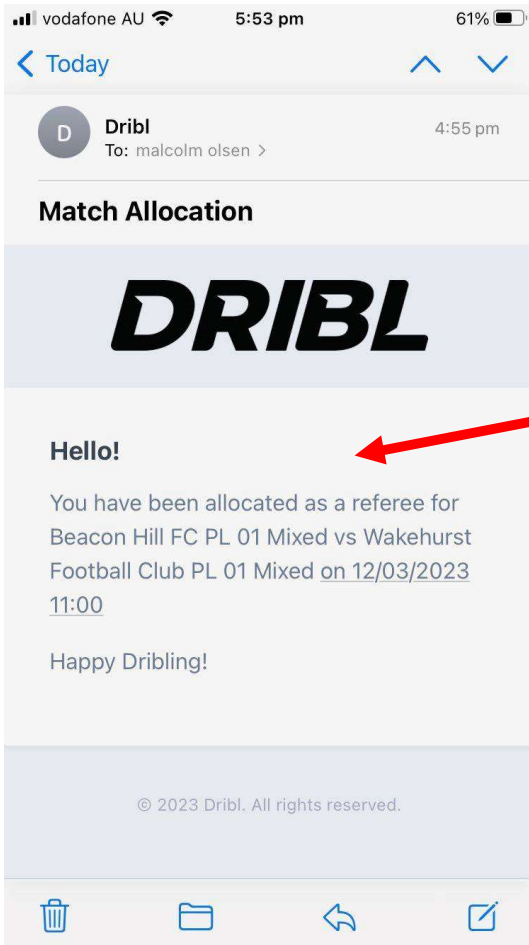 vodafone AU 5:53 pm 61%
Today
D
Dribl 4:55 pm
To: malcolm olsen >
Match Allocation
DRIBL
Hello!
You have been allocated as a referee for
Beacon Hill FC PL 01 Mixed vs Wakehurst
Football Club PL 01 Mixed on 12/03/2023
11:00
Happy Dribling!
© 2023 Dribl. All rights reserved.